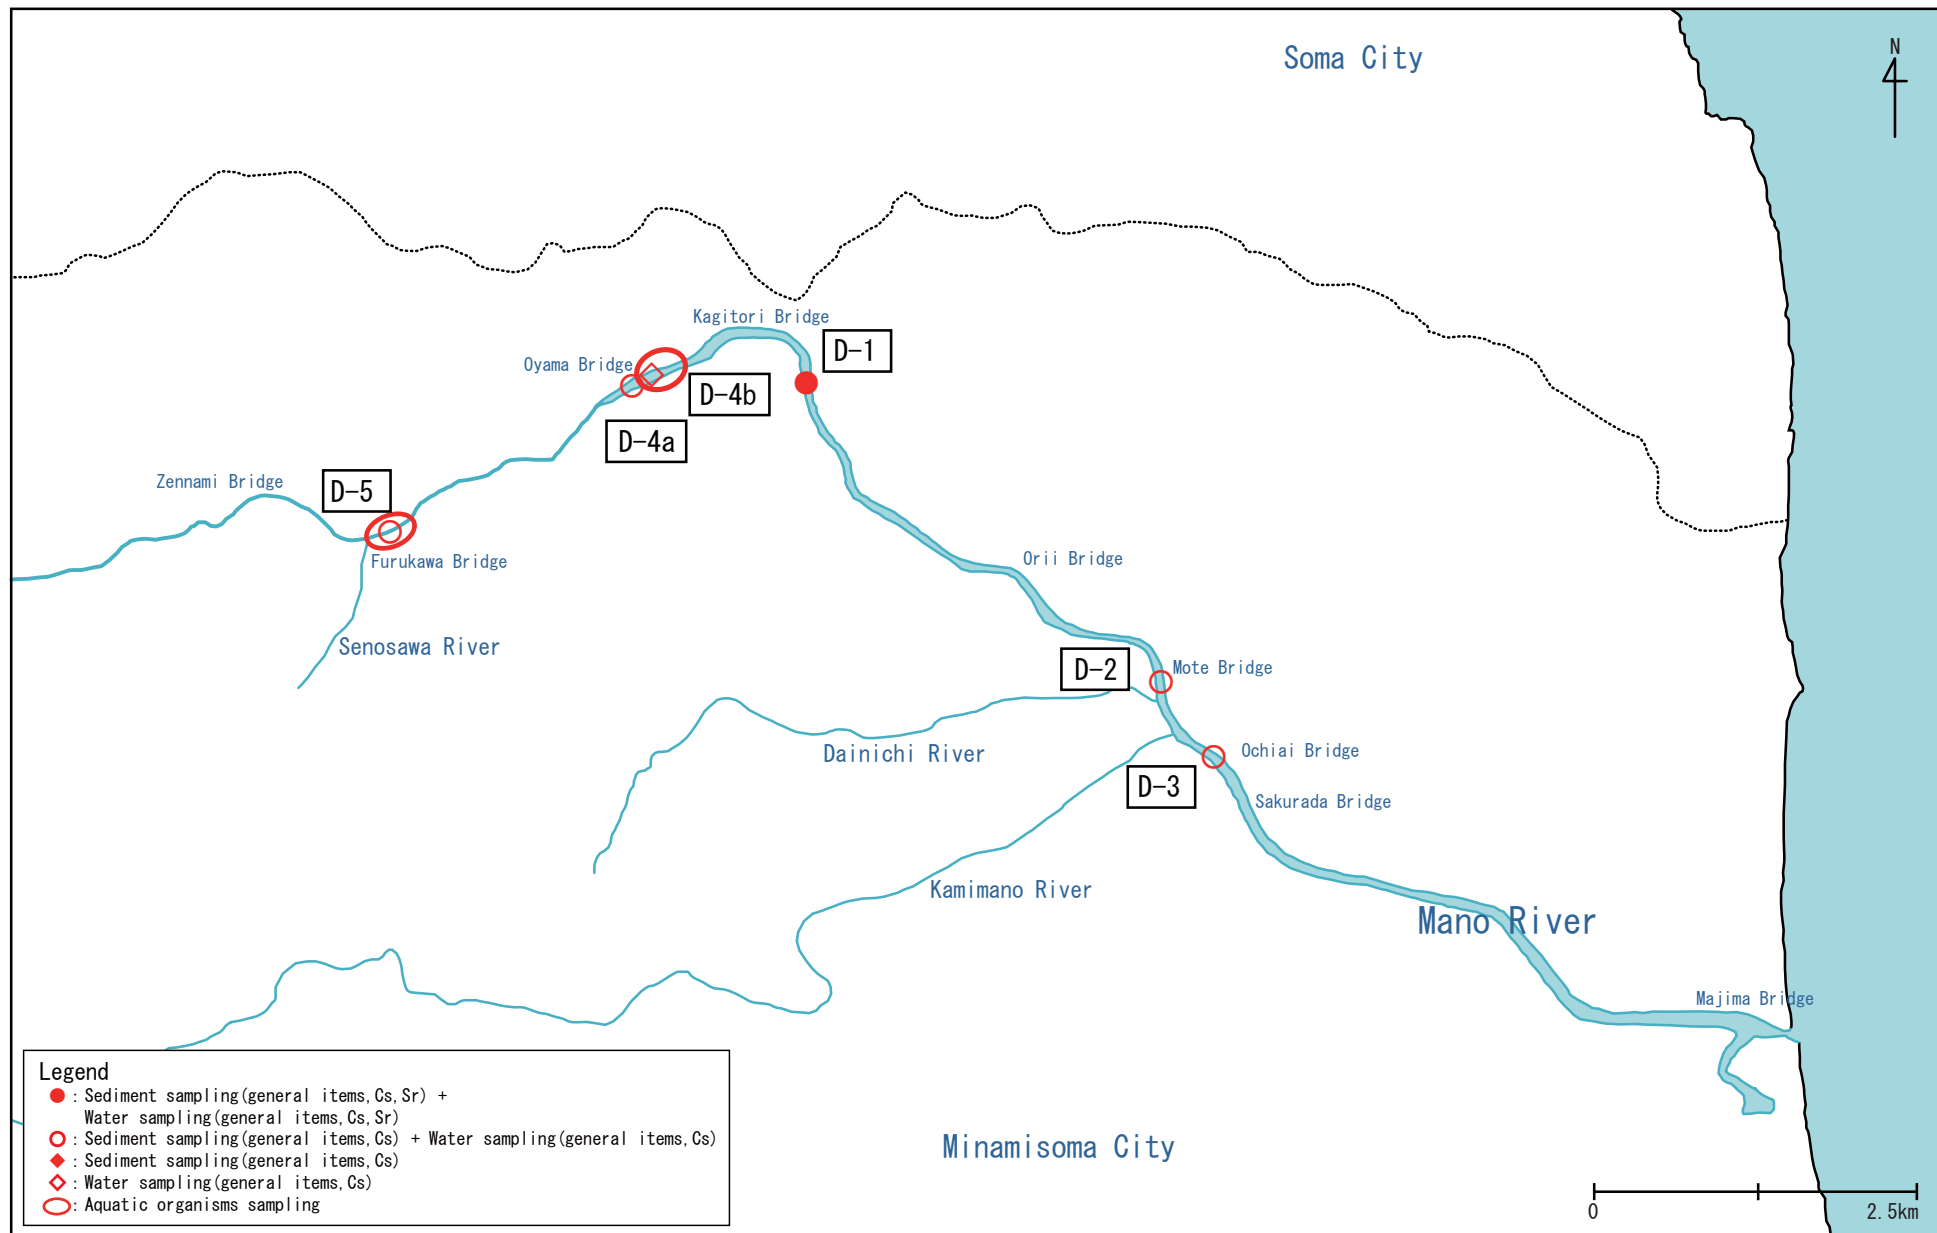 Soma City
N
Kagitori Bridge
D-1
Oyama Bridge
D-4b
D-4a
Zennami Bridge
D-5
Furukawa Bridge
Orii Bridge
Senosawa River
D-2
Mote Bridge
Dainichi River
Ochiai Bridge
D-3
Sakurada Bridge
Kamimano River
Mano River
Majima Bridge
Legend
: Sediment sampling(general items,Cs,Sr) +
Water sampling(general items,Cs,Sr)
: Sediment sampling(general items,Cs) + Water sampling(general items,Cs)
: Sediment sampling(general items,Cs)
: Water sampling(general items,Cs)
: Aquatic organisms sampling
Minamisoma City
0 2.5km